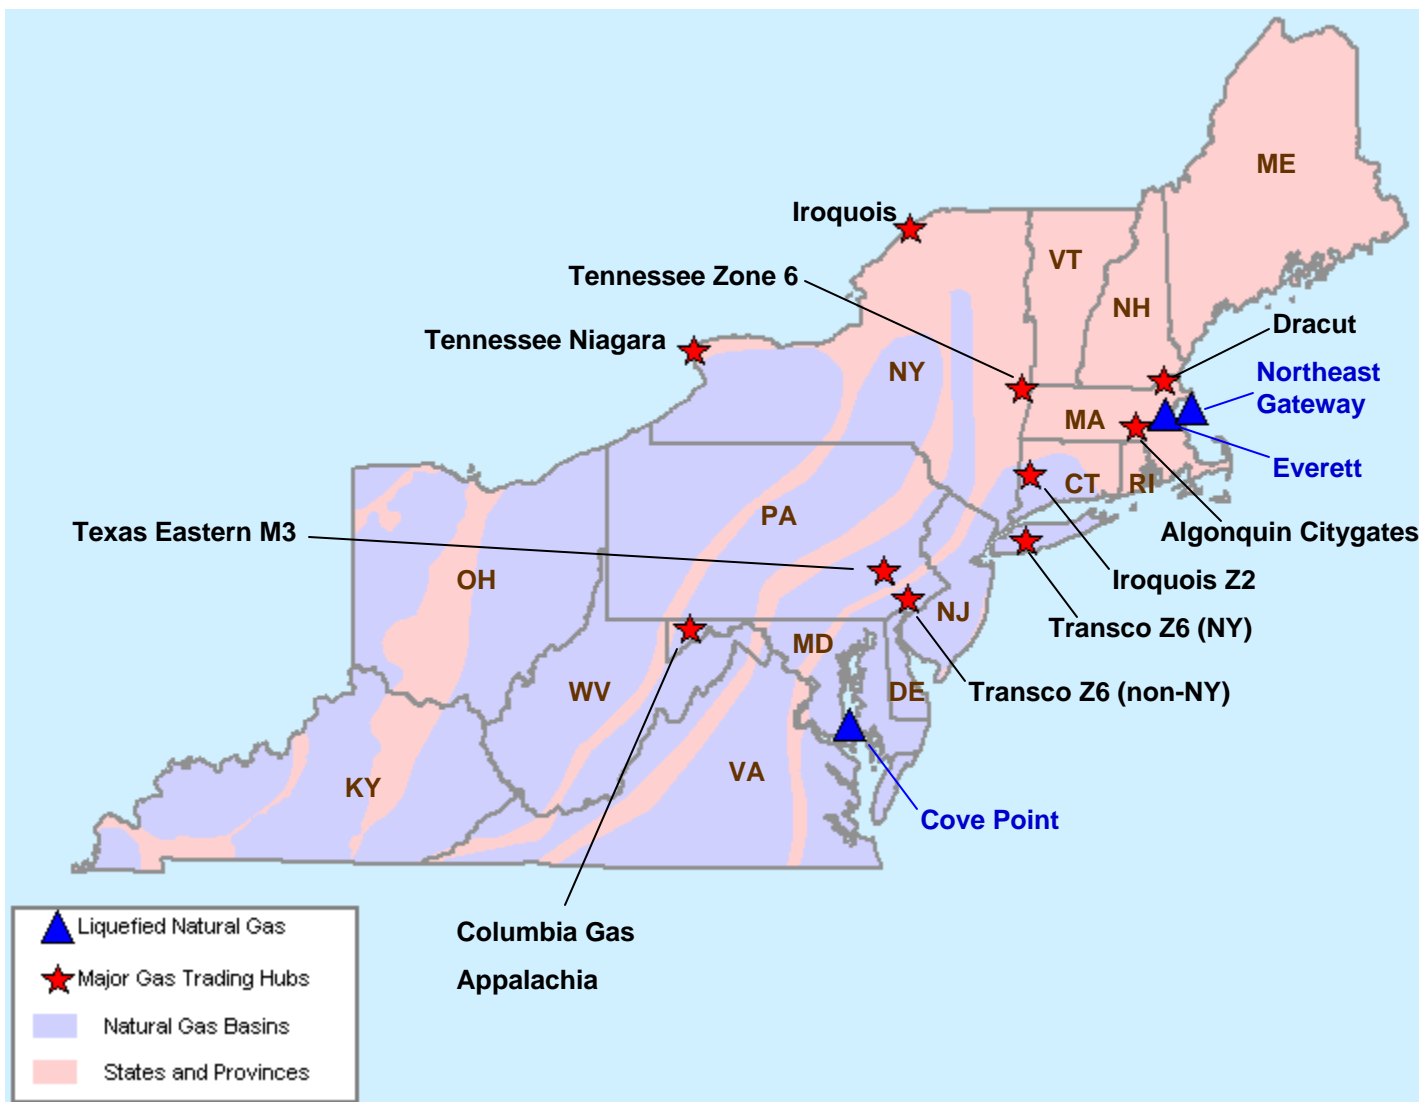 ME
Iroquois
VT
Tennessee Zone 6
NH
Dracut
Tennessee Niagara
NY
Northeast
Gateway
MA
Everett
CT
RI
PA
Texas Eastern M3
Algonquin Citygates
OH
Iroquois Z2
NJ
Transco Z6 (NY)
MD
WV
DE
Transco Z6 (non-NY)
VA
KY
Cove Point
Columbia Gas
Appalachia
Liquefied Natural Gas
Major Gas Trading Hubs
Natural Gas Basins
States and Provinces